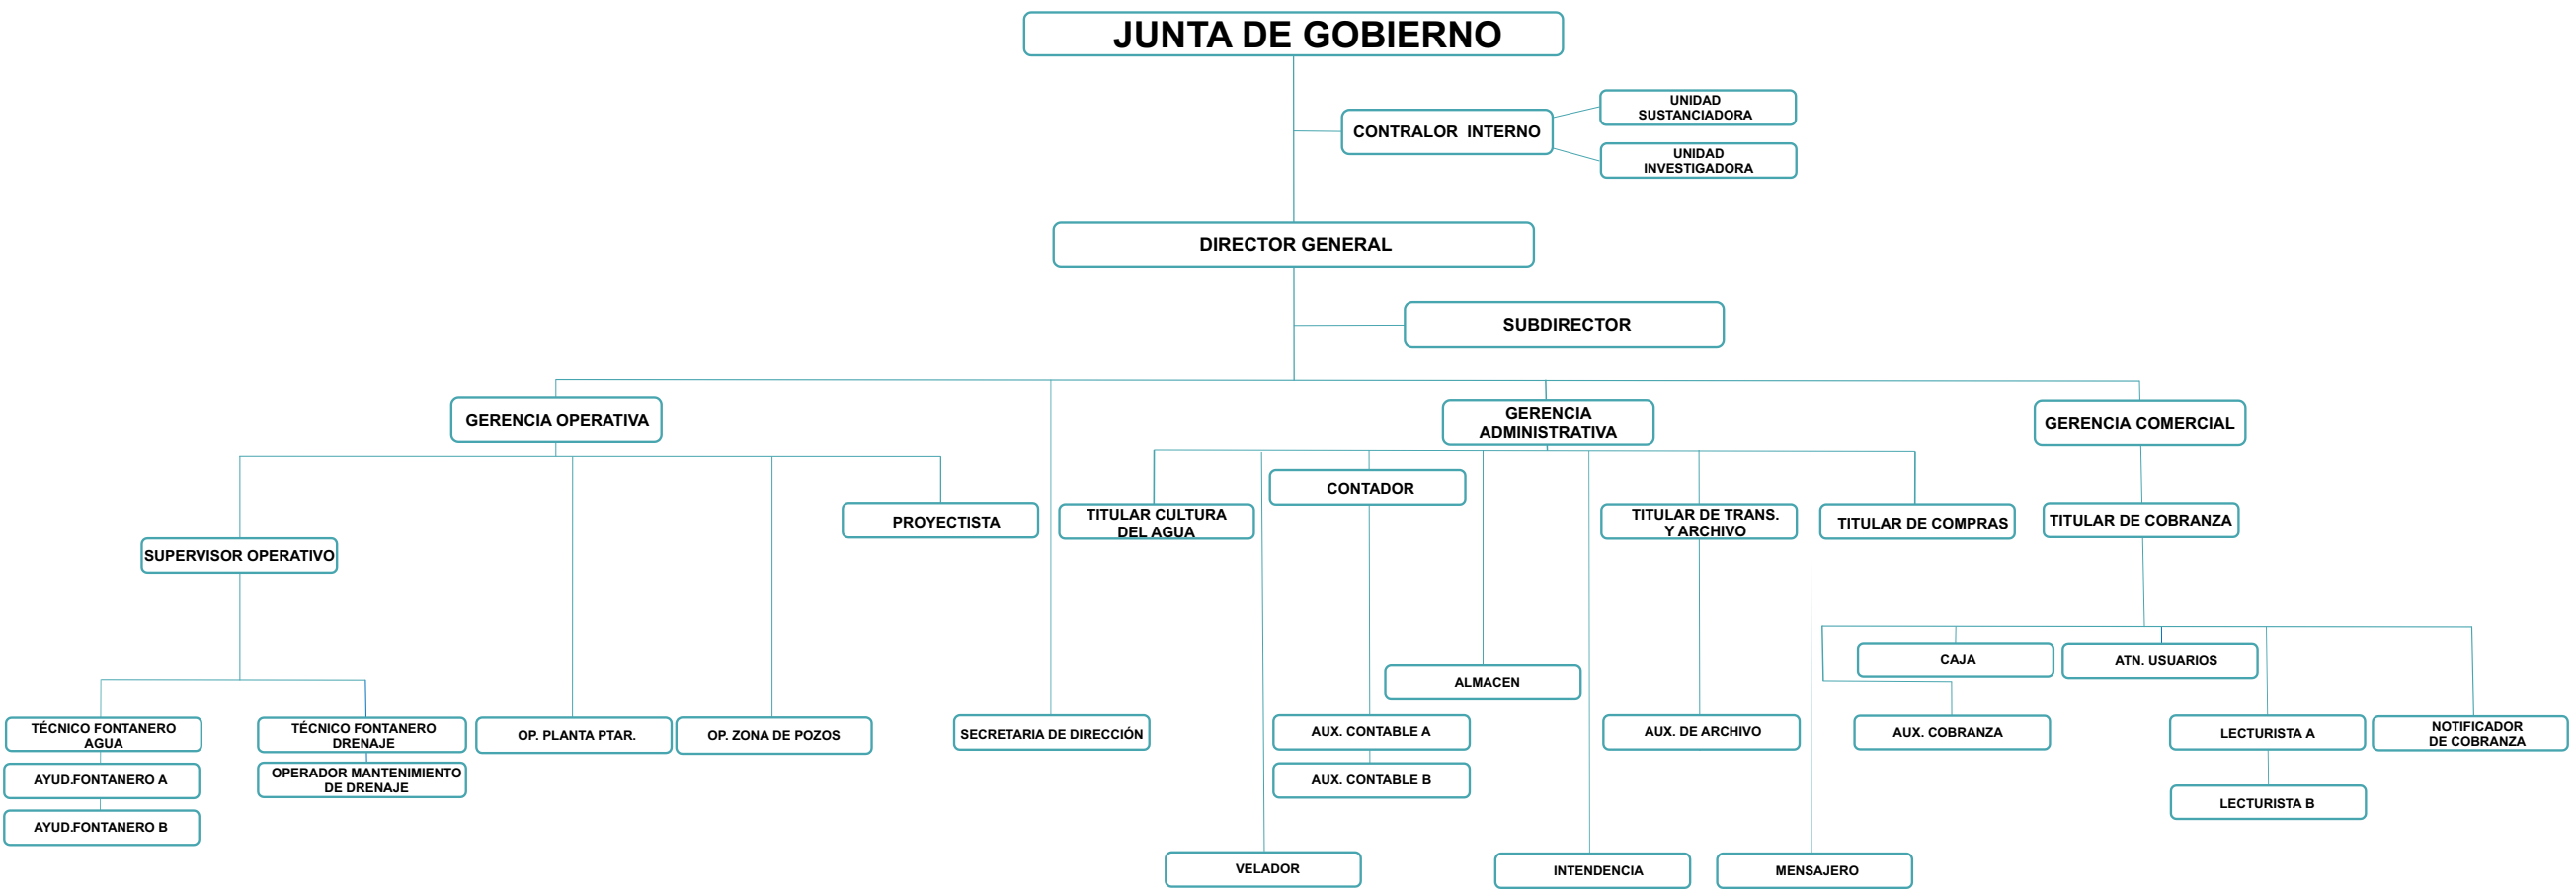 JUNTA DE GOBIERNO
UNIDAD
SUSTANCIADORA
CONTRALOR INTERNO
UNIDAD
INVESTIGADORA
DIRECTOR GENERAL
SUBDIRECTOR
GERENCIA OPERATIVA
GERENCIA
ADMINISTRATIVA
GERENCIA COMERCIAL
CONTADOR
PROYECTISTA
TITULAR CULTURA
DEL AGUA
TITULAR DE TRANS.
Y ARCHIVO
TITULAR DE COMPRAS
TITULAR DE COBRANZA
SUPERVISOR OPERATIVO
CAJA
ATN. USUARIOS
ALMACEN
TÉCNICO FONTANERO
AGUA
TÉCNICO FONTANERO
DRENAJE
OP. PLANTA PTAR.
OP. ZONA DE POZOS
SECRETARIA DE DIRECCIÓN
AUX. CONTABLE A
AUX. DE ARCHIVO
AUX. COBRANZA
LECTURISTA A
NOTIFICADOR
DE COBRANZA
AYUD.FONTANERO A
OPERADOR MANTENIMIENTO
DE DRENAJE
AUX. CONTABLE B
LECTURISTA B
AYUD.FONTANERO B
VELADOR
INTENDENCIA
MENSAJERO